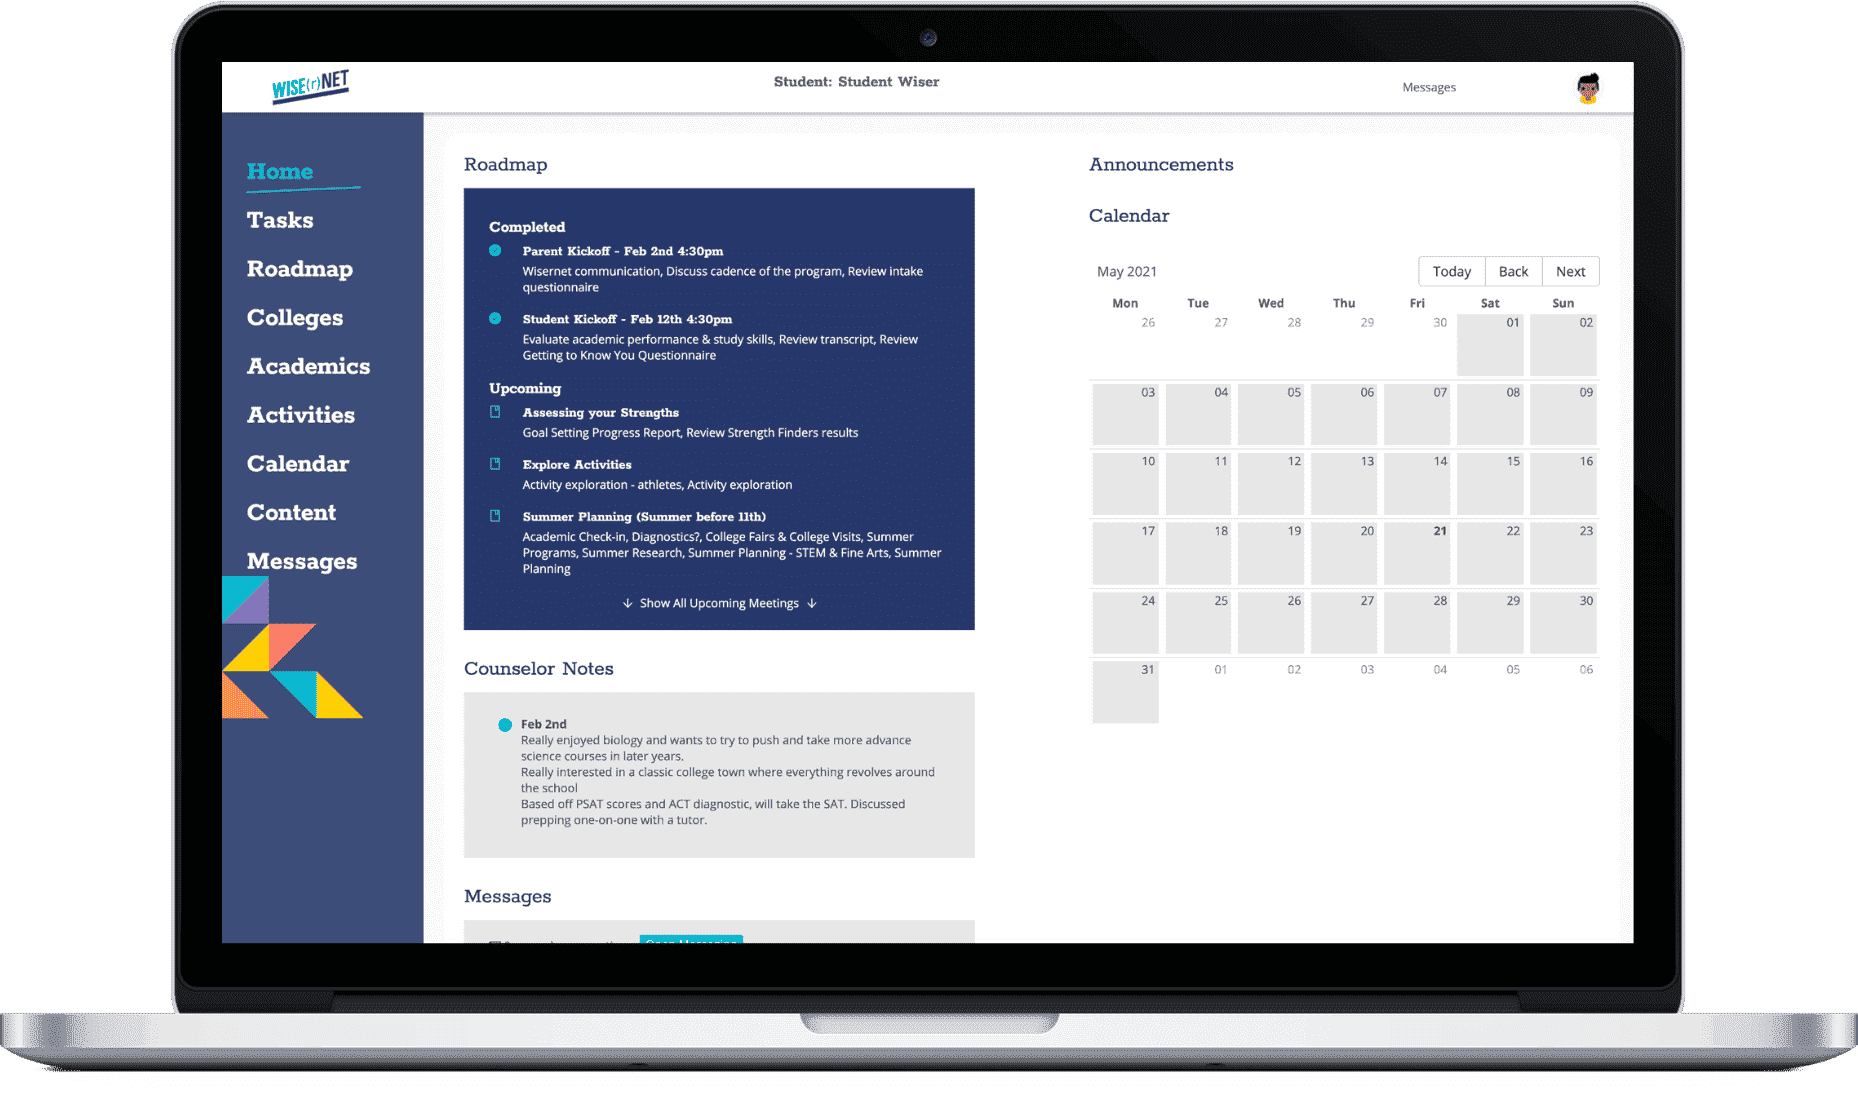 WISE(r)NET
Student: Student Wiser
Messages
Home
Tasks
Roadmap
Colleges
Academics
Activities
Calendar
Content
Messages
Roadmap
Completed
Parent Kickoff - Feb 2nd 4:30pm
Wisernet communication, Discuss cadence of the program, Review intake
questionnaire
Student Kickoff - Feb 12th 4:30pm
Evaluate academic performance & study skills, Review transcript, Review
Getting to Know You Questionnaire
Upcoming
Assessing your Strengths
Goal Setting Progress Report, Review Strength Finders results
Explore Activities
Activity exploration - athletes, Activity exploration
Summer Planning (Summer before 11th)
Academic Check-in, Diagnostics?, College Fairs & College Visits, Summer
Programs, Summer Research, Summer Planning - STEM & Fine Arts, Summer
Planning
↓ Show All Upcoming Meetings ↓
Counselor Notes
Feb 2nd
Really enjoyed biology and wants to try to push and take more advance
science courses in later years.
Really interested in a classic college town where everything revolves around
the school
Based off PSAT scores and ACT diagnostic, will take the SAT. Discussed
prepping one-on-one with a tutor.
Messages
Announcements
Calendar
May 2021
Today Back Next
Mon Tue Wed Thu Fri Sat Sun
26 27 28 29 30 01 02
03 04 05 06 07 08 09
10 11 12 13 14 15 16
17 18 19 20 21 22 23
24 25 26 27 28 29 30
31 01 02 03 04 05 06